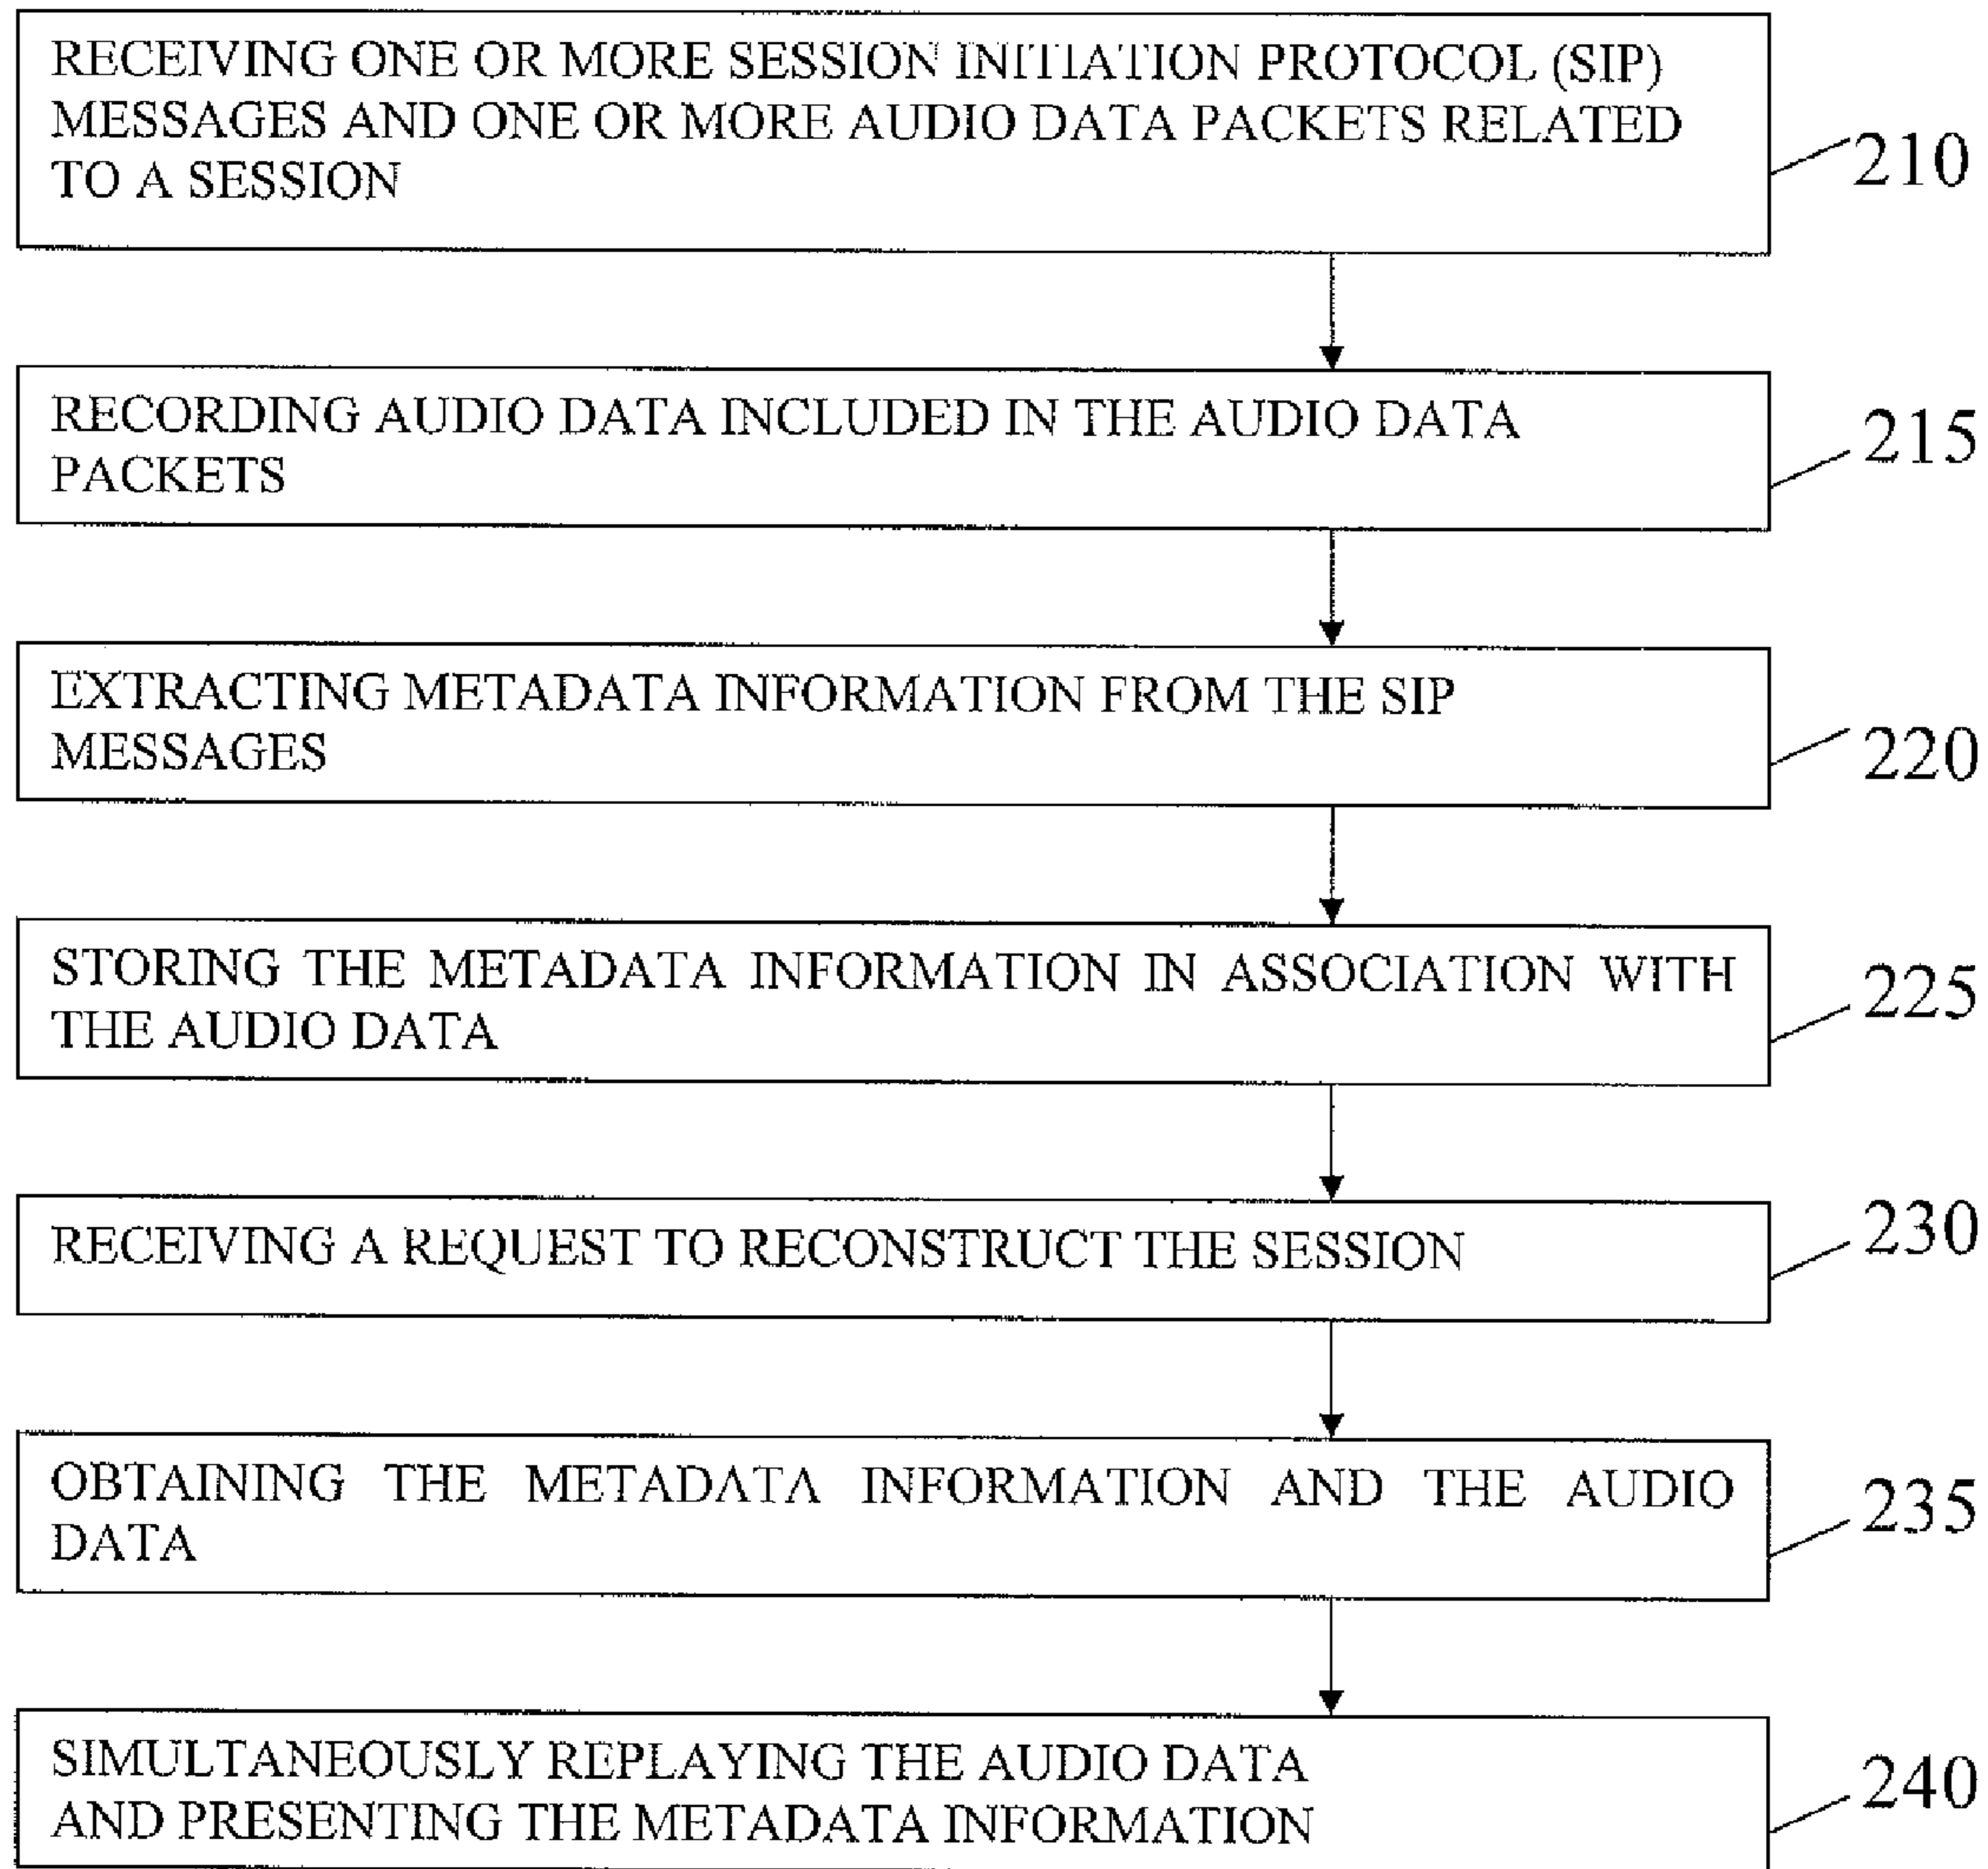 RECEIVING ONE OR MORE SESSION INITIATION PROTOCOL (SIP)
MESSAGES AND ONE OR MORE AUDIO DATA PACKETS RELATED
TO A SESSION
210
RECORDING AUDIO DATA INCLUDED IN THE AUDIO DATA
PACKETS
215
EXTRACTING METADATA INFORMATION FROM THE SIP
MESSAGES
220
STORING THE METADATA INFORMATION IN ASSOCIATION WITH
THE AUDIO DATA
225
RECEIVING A REQUEST TO RECONSTRUCT THE SESSION
230
OBTAINING THE METADATA INFORMATION AND THE AUDIO
DATA
235
SIMULTANEOUSLY REPLAYING THE AUDIO DATA
AND PRESENTING THE METADATA INFORMATION
240